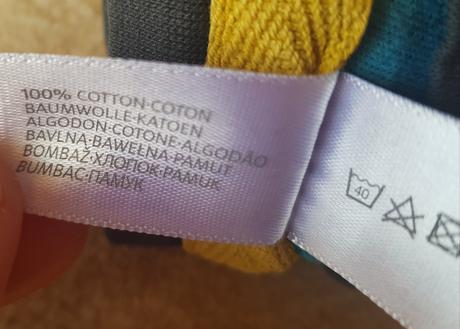 100% COTTON·COTON
BAUMWOLLE·KATOEN
ALGODON·COTONE·ALGODÃO
BAVLNA·BAWEŁNA·PAMUT
BOMBAŽ·ХЛОПОК·PAMUK
BUMBAC·ПАМУК
40